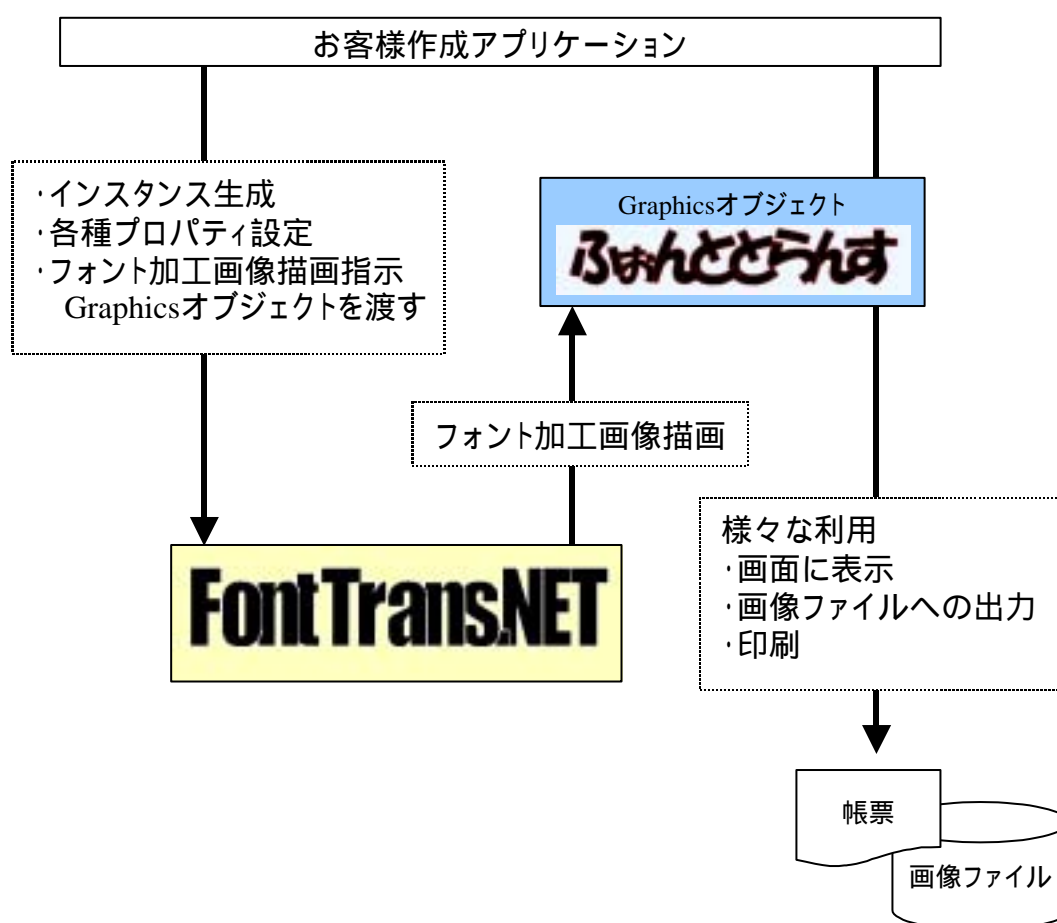 お客様作成アプリケーション
・インスタンス生成
・各種プロパティ設定
・フォント加工画像描画指示
Graphicsオブジェクトを渡す
Graphicsオブジェクト
ふぉんととらんす
フォント加工画像描画
FontTrans.NET
様々な利用
・画面に表示
・画像ファイルへの出力
・印刷
帳票
画像ファイル